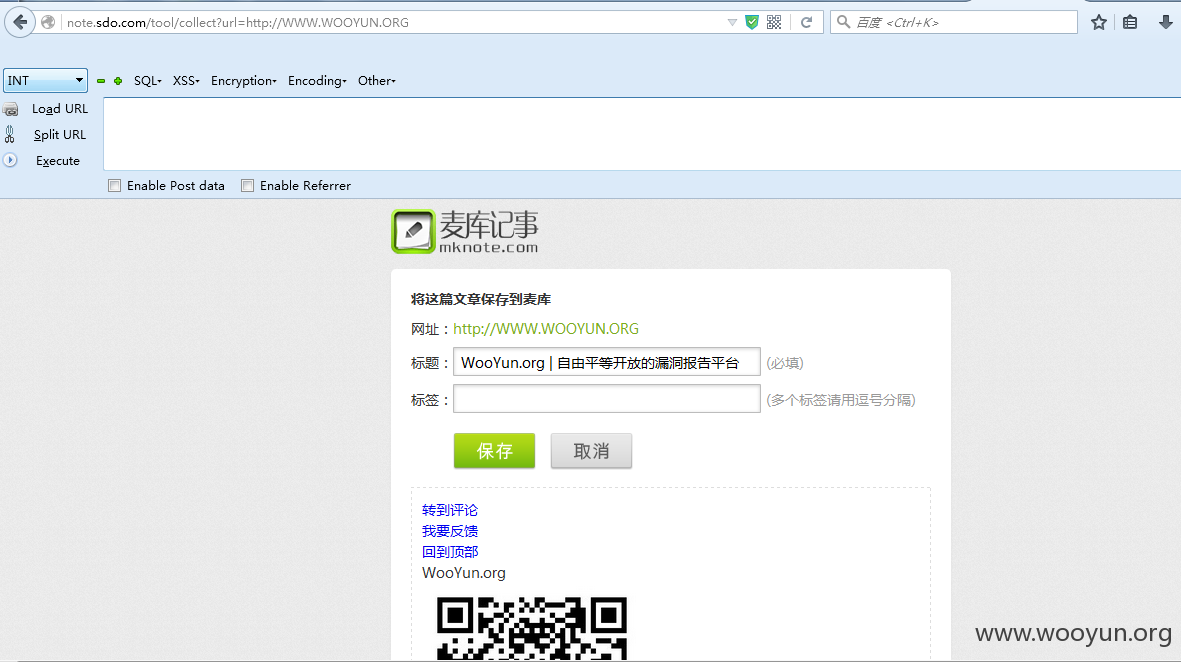 note.sdo.com/tool/collect?url=http://WWW.WOOYUN.ORG
百度 <Ctrl+K>
INT
SQL
XSS
Encryption
Encoding
Other
Load URL
Split URL
Execute
Enable Post data
Enable Referrer
麦库记事
mknote.com
将这篇文章保存到麦库
网址：http://WWW.WOOYUN.ORG
标题：WooYun.org | 自由平等开放的漏洞报告平台 (必填)
标签： (多个标签请用逗号分隔)
保存 取消
转到评论
我要反馈
回到顶部
WooYun.org
www.wooyun.org